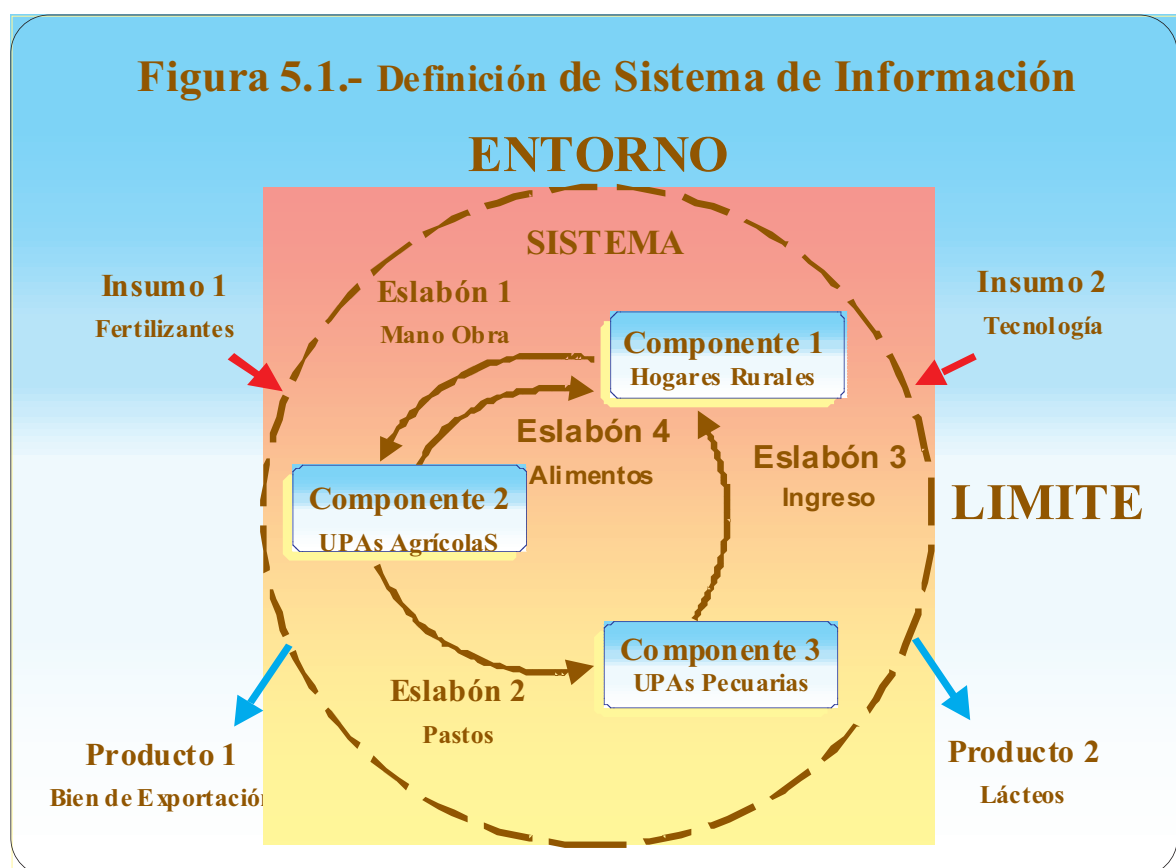 Figura 5.1.- Definición de Sistema de Información
ENTORNO
SISTEMA
Insumo 1
Fertilizantes
Eslabón 1
Mano Obra
Insumo 2
Tecnología
Componente 1
Hogares Rurales
Eslabón 4
Alimentos
Eslabón 3
Ingreso
Componente 2
UPAs AgrícolaS
LIMITE
Componente 3
UPAs Pecuarias
Eslabón 2
Pastos
Producto 1
Bien de Exportación
Producto 2
Lácteos